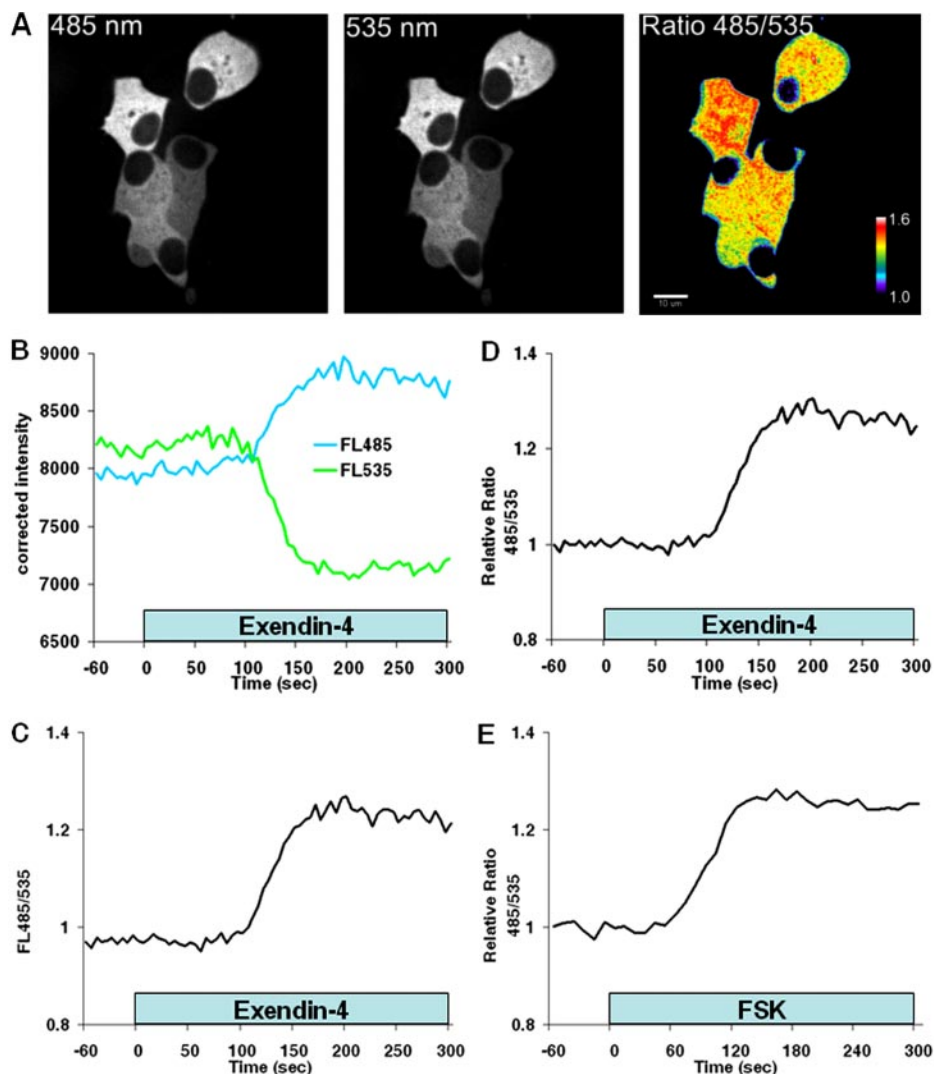 A
485 nm
535 nm
Ratio 485/535
1.6
1.0
10 um
B
9000
8500
8000
7500
7000
6500
corrected intensity
FL485
FL535
Exendin-4
-60 0 50 100 150 200 250 300
Time (sec)
D
1.4
1.2
1
0.8
Relative Ratio
485/535
Exendin-4
-60 0 50 100 150 200 250 300
Time (sec)
C
1.4
1.2
1
0.8
FL485/535
Exendin-4
-60 0 50 100 150 200 250 300
Time (sec)
E
1.4
1.2
1
0.8
Relative Ratio
485/535
FSK
-60 0 60 120 180 240 300
Time (sec)